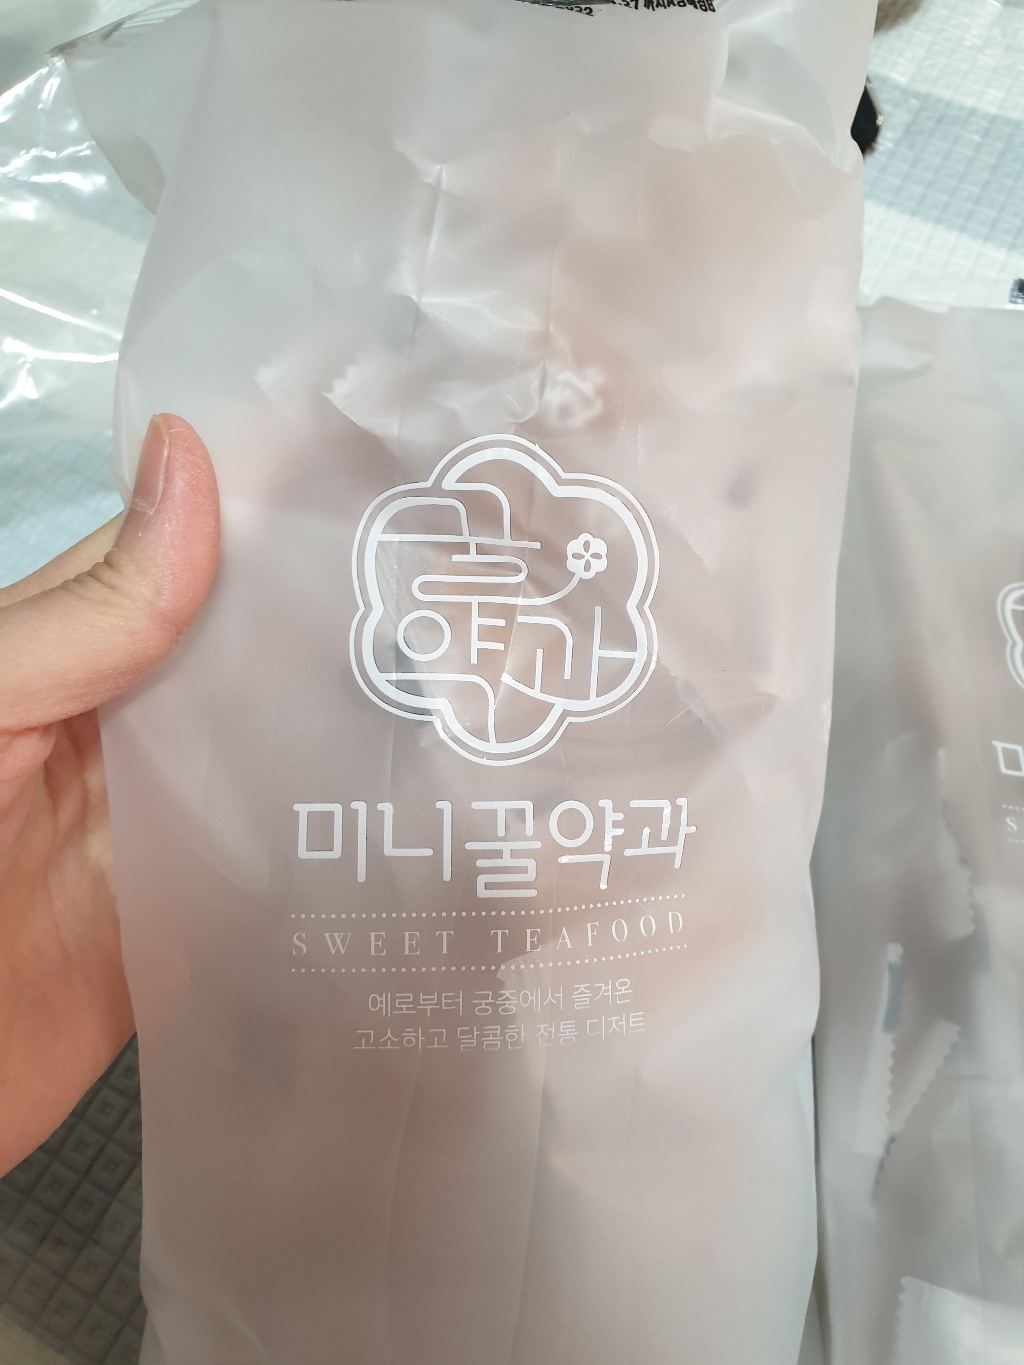 꿀
약과
미니꿀약과
SWEET TEAFOOD
예로부터 궁중에서 즐겨온
고소하고 달콤한 전통 디저트